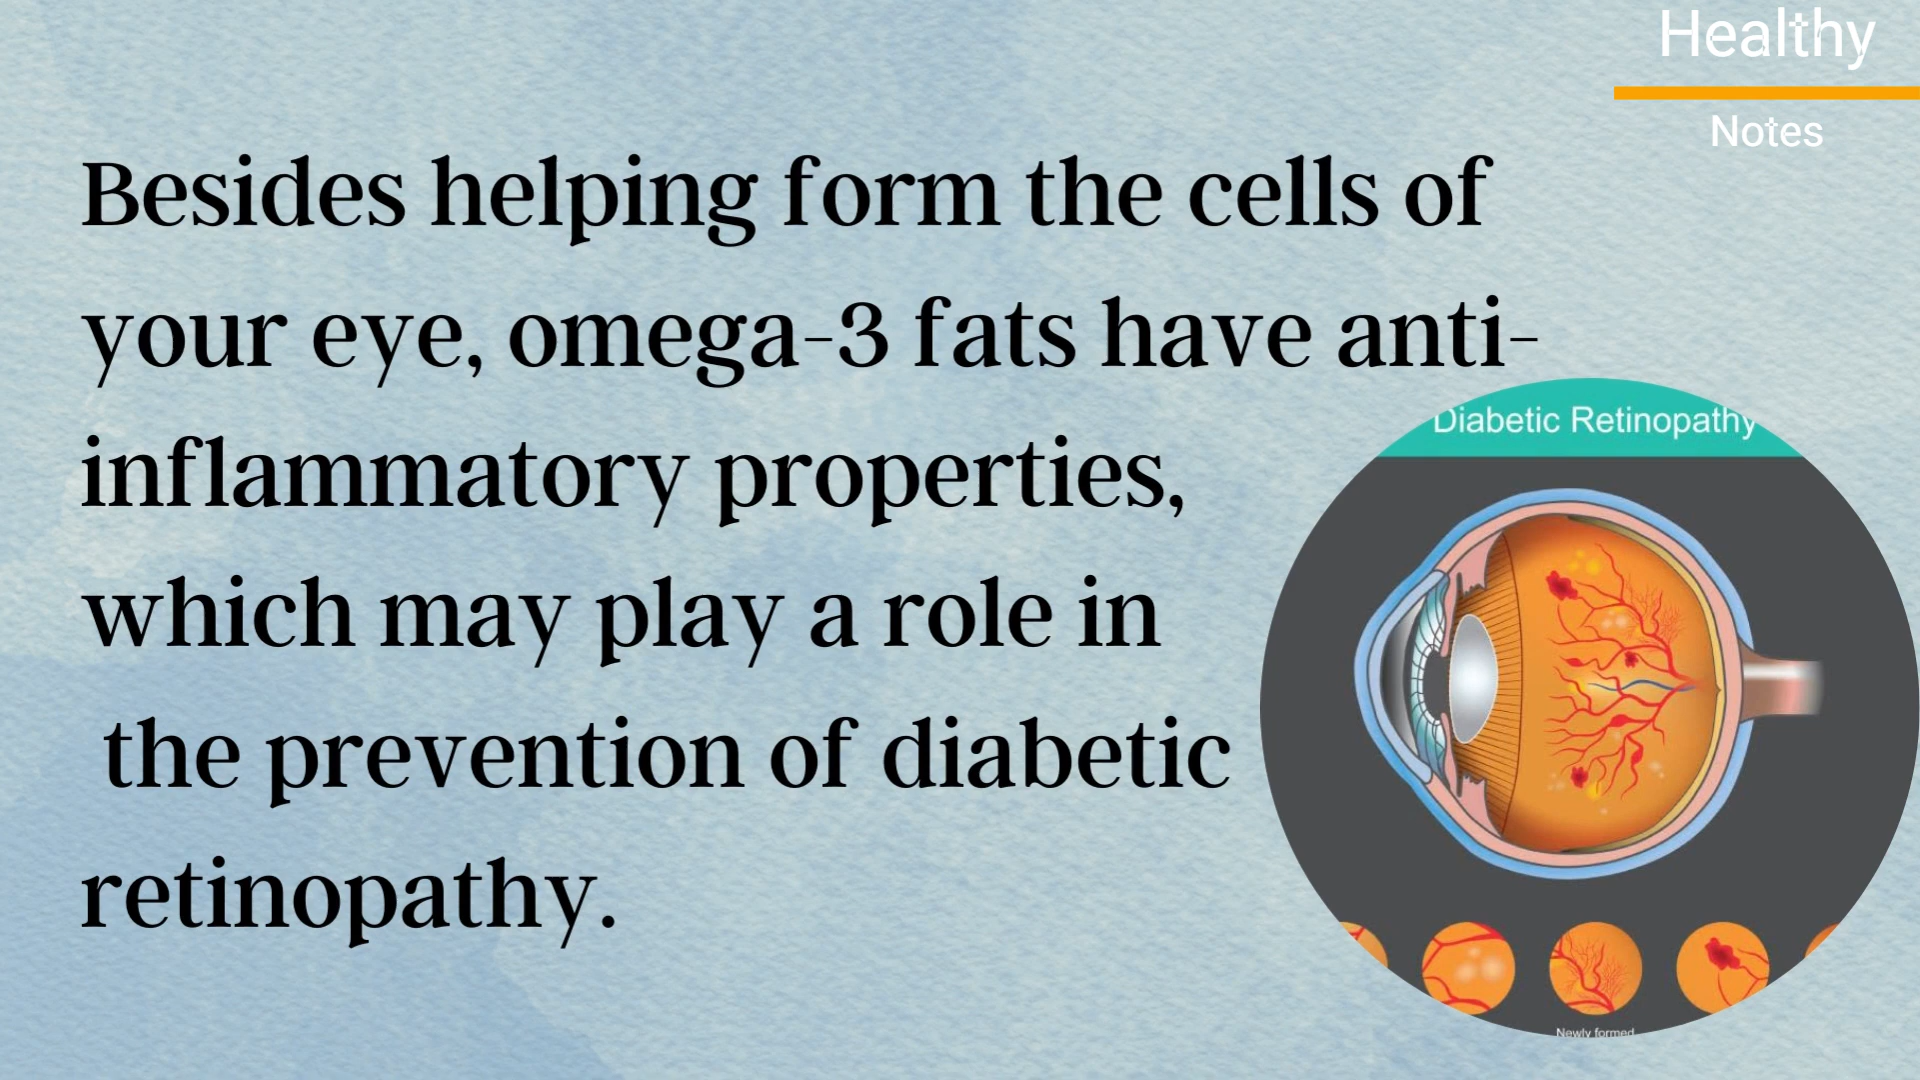 Healthy
Notes
Besides helping form the cells of
your eye, omega-3 fats have anti-
inflammatory properties,
which may play a role in
the prevention of diabetic
retinopathy.
Diabetic Retinopathy
Newly formed